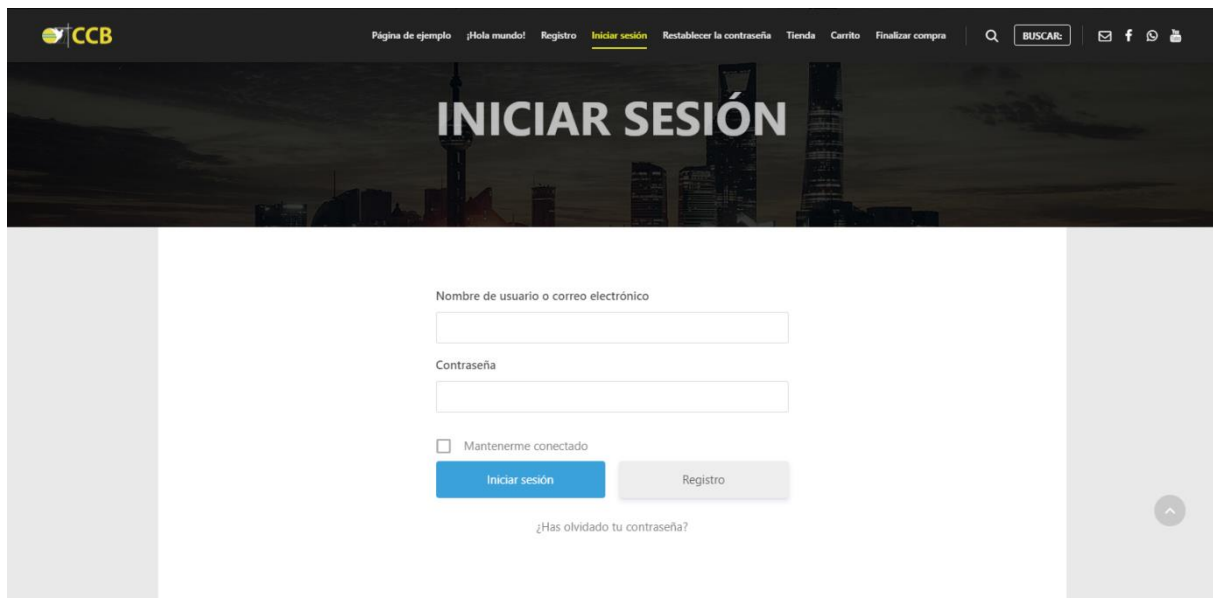 CCB
Página de ejemplo ¡Hola mundo! Registro Iniciar sesión Restablecer la contraseña Tienda Carrito Finalizar compra BUSCAR:
INICIAR SESIÓN
Nombre de usuario o correo electrónico
Contraseña
Mantenerme conectado
Iniciar sesión Registro
¿Has olvidado tu contraseña?